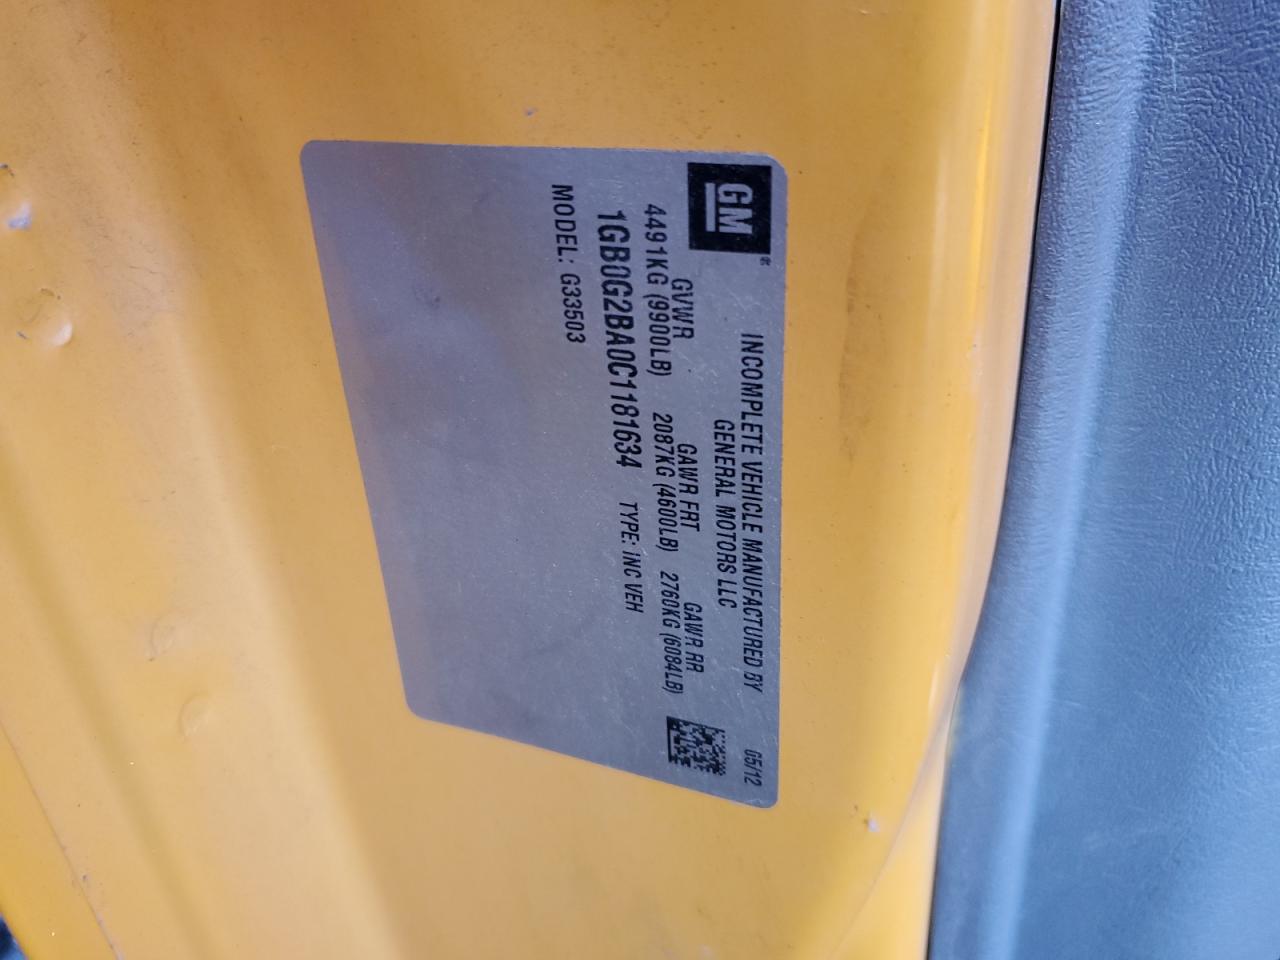 GM®
INCOMPLETE VEHICLE MANUFACTURED BY
GENERAL MOTORS LLC
05/12
GVWR GAWR FRT GAWR RR
4491KG (9900LB) 2087KG (4600LB) 2760KG (6084LB)
1GB0G2BA0C1181634 TYPE: INC VEH
MODEL: G33503